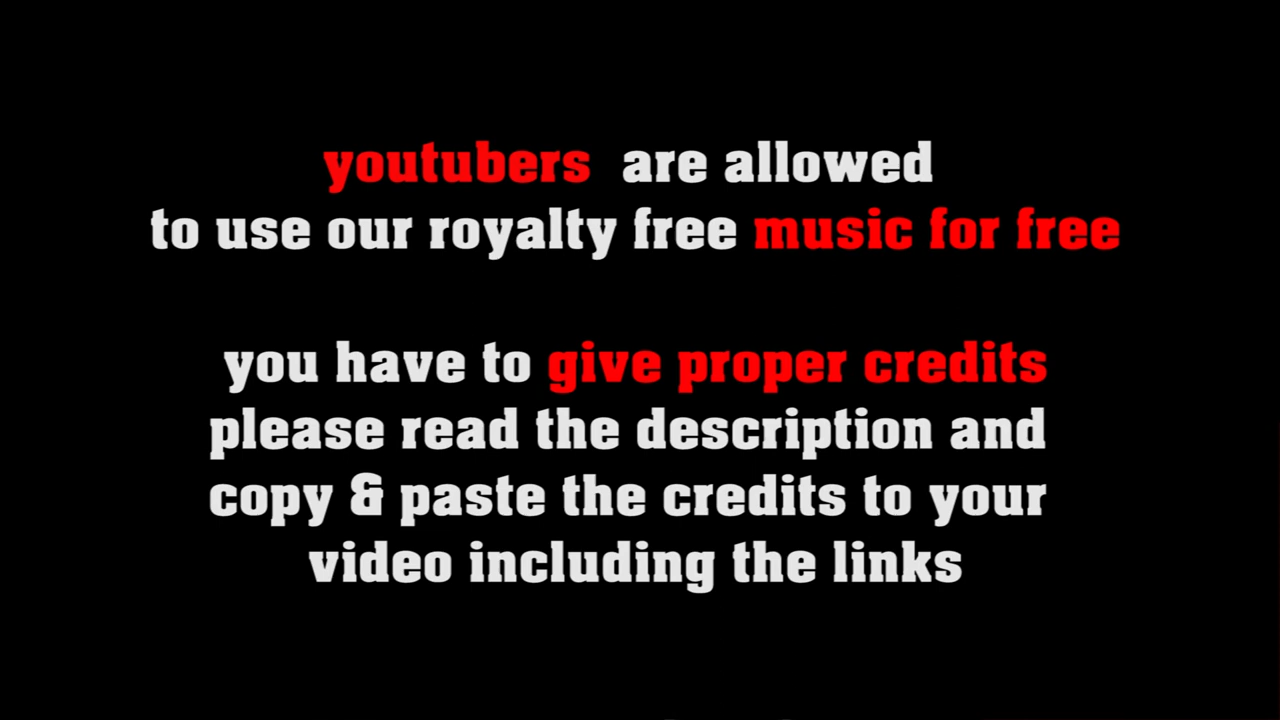 youtubers are allowed
to use our royalty free music for free
you have to give proper credits
please read the description and
copy & paste the credits to your
video including the links